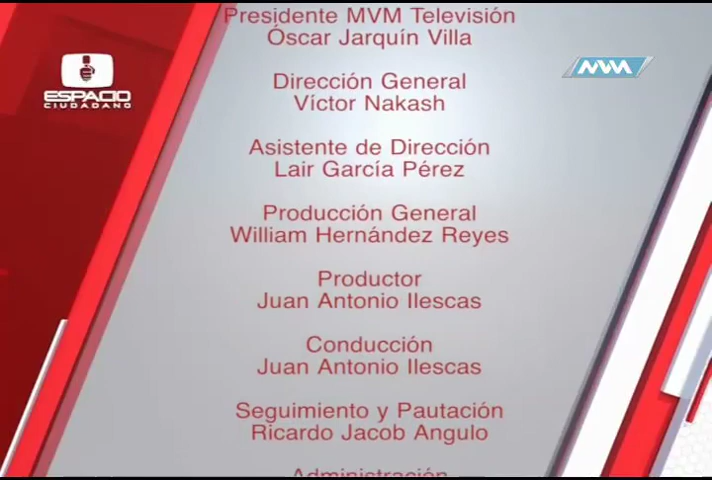 Presidente MVM Televisión
Óscar Jarquín Villa
ESPACIO
CIUDADANO
MVM
Dirección General
Víctor Nakash
Asistente de Dirección
Lair García Pérez
Producción General
William Hernández Reyes
Productor
Juan Antonio Ilescas
Conducción
Juan Antonio Ilescas
Seguimiento y Pautación
Ricardo Jacob Angulo
Administración